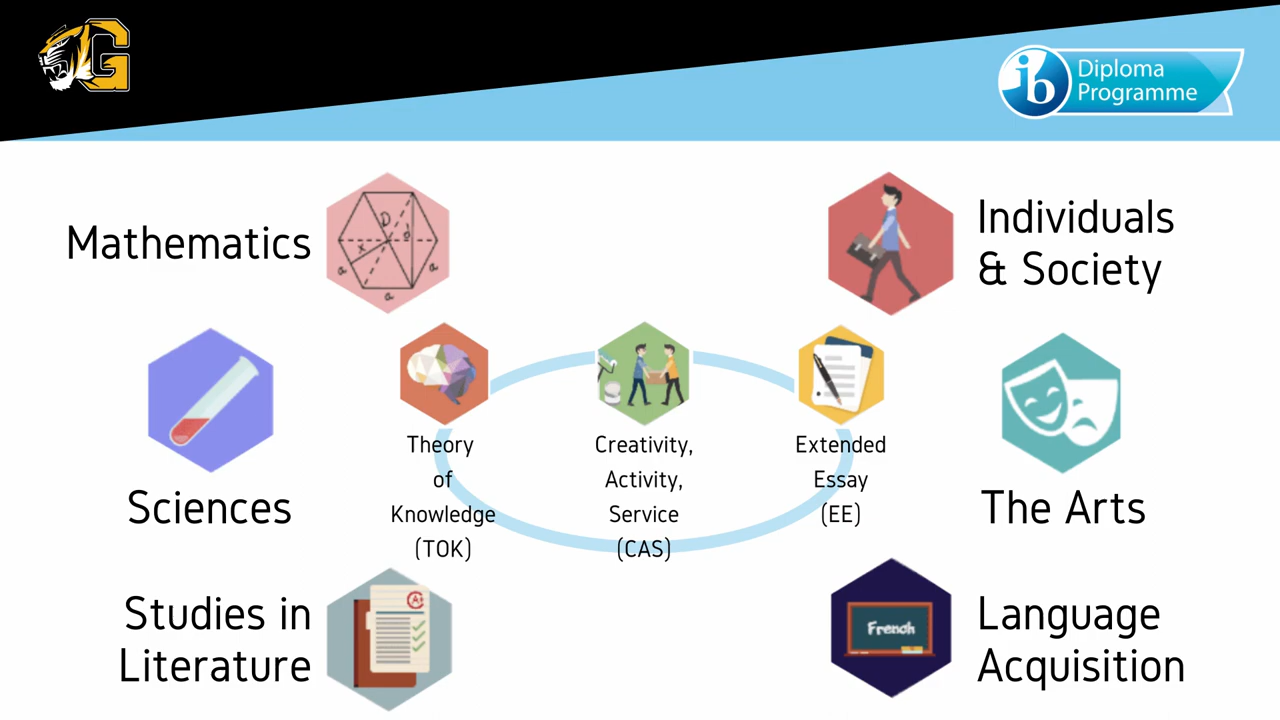 G
ib
Diploma
Programme
Mathematics
D
d
x
a
a
a
Individuals
& Society
Theory
of
Knowledge
(TOK)
Creativity,
Activity,
Service
(CAS)
Extended
Essay
(EE)
Sciences
The Arts
Studies in
Literature
A+
French
Language
Acquisition